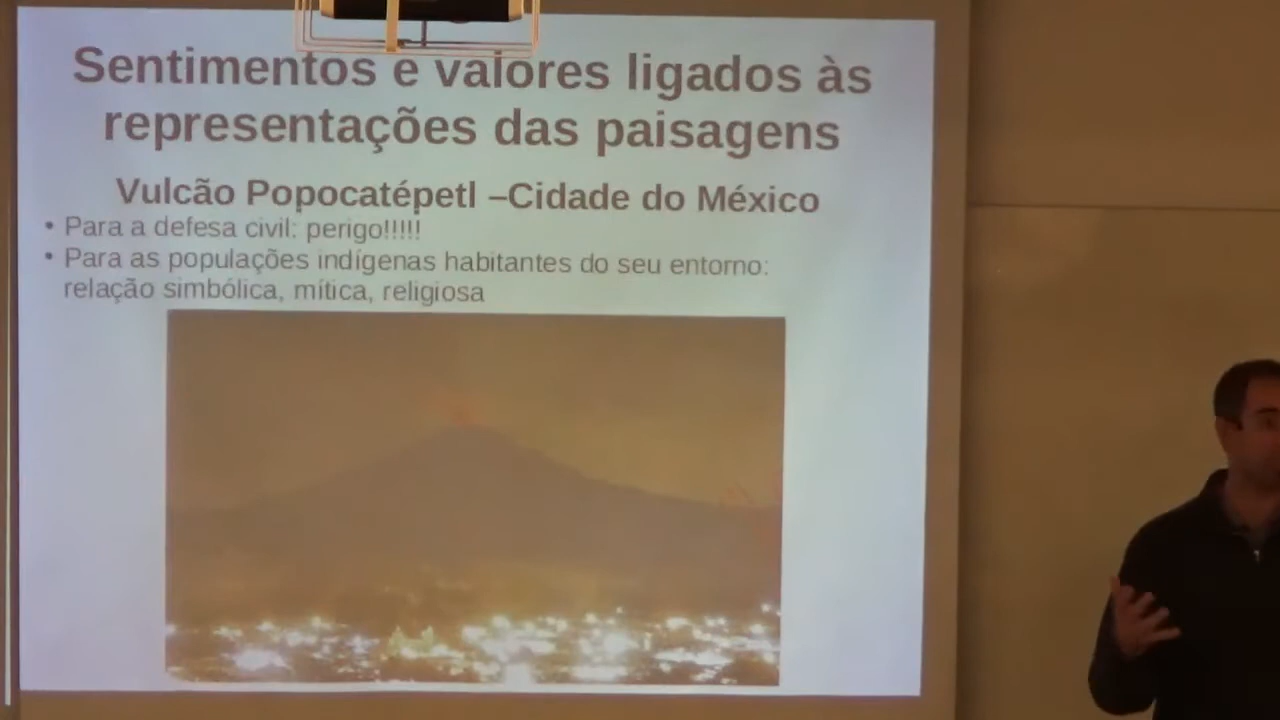 Sentimentos e valores ligados às
representações das paisagens
Vulcão Popocatépetl –Cidade do México
• Para a defesa civil: perigo!!!!!
• Para as populações indígenas habitantes do seu entorno:
relação simbólica, mítica, religiosa